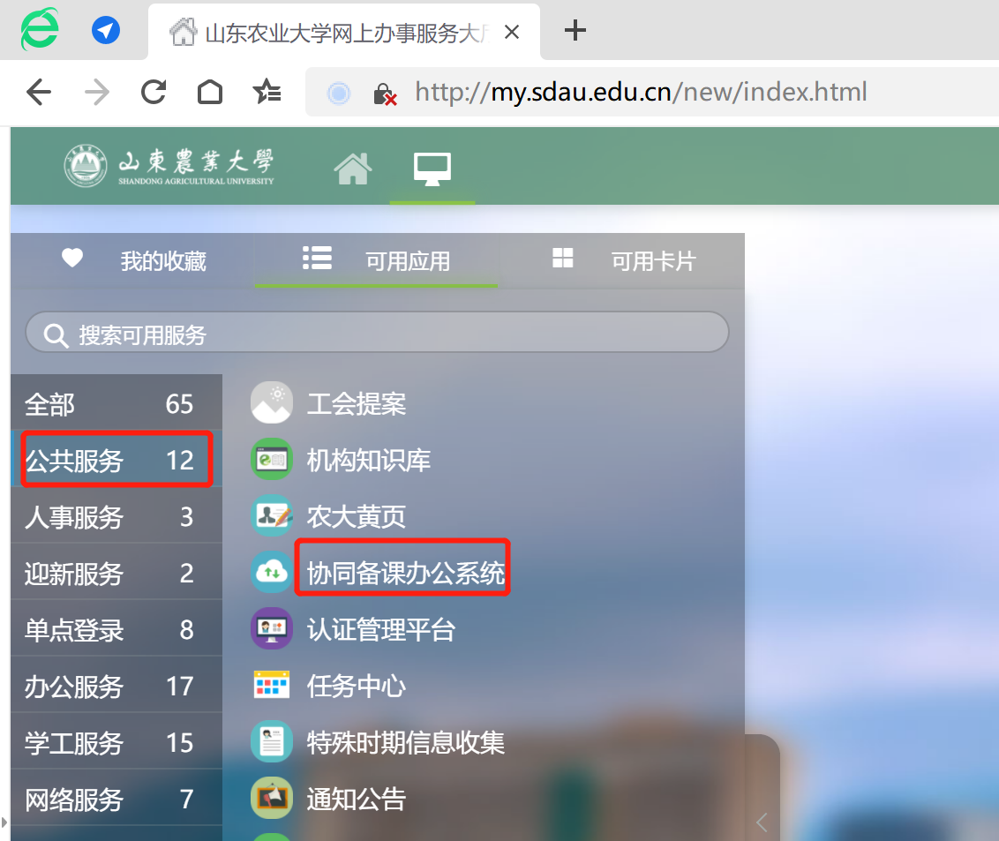 山东农业大学网上办事服务大
http://my.sdau.edu.cn/new/index.html
山東農業大學
SHANDONG AGRICULTURAL UNIVERSITY
我的收藏 可用应用 可用卡片
搜索可用服务
全部 65 工会提案
公共服务 12 机构知识库
人事服务 3 农大黄页
迎新服务 2 协同备课办公系统
单点登录 8 认证管理平台
办公服务 17 任务中心
学工服务 15 特殊时期信息收集
网络服务 7 通知公告